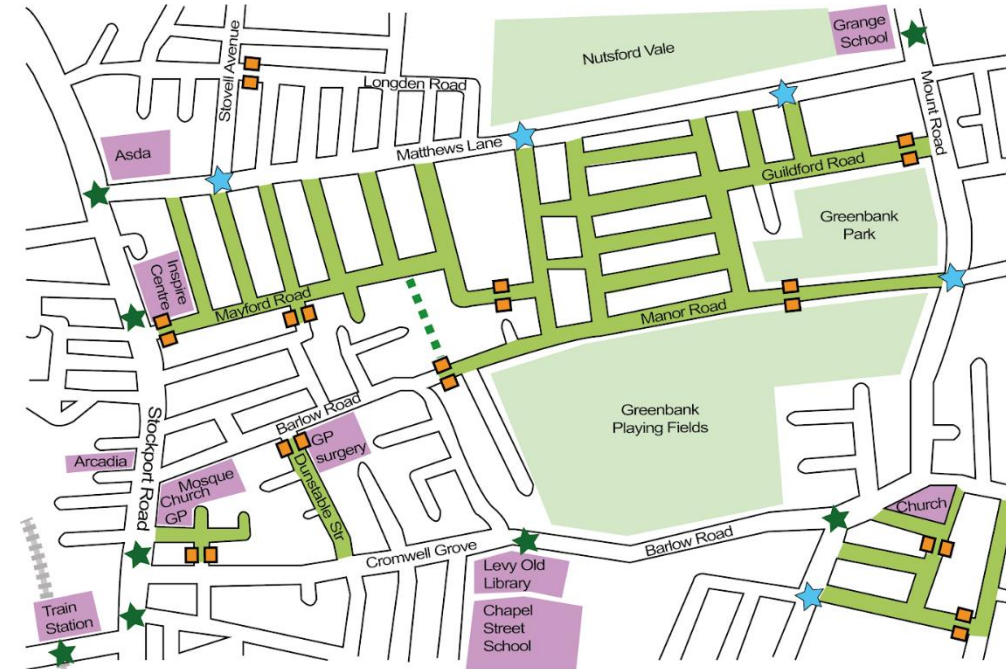 Grange
School
Nutsford Vale
Stovell Avenue
Longden Road
Mount Road
Asda
Matthews Lane
Guildford Road
Greenbank
Park
Inspire
Centre
Mayford Road
Manor Road
Greenbank
Playing Fields
Stockport Road
Barlow Road
GP
surgery
Arcadia
Mosque
Church
GP
Dunstable Str
Church
Cromwell Grove
Barlow Road
Levy Old
Library
Chapel
Street
School
Train
Station